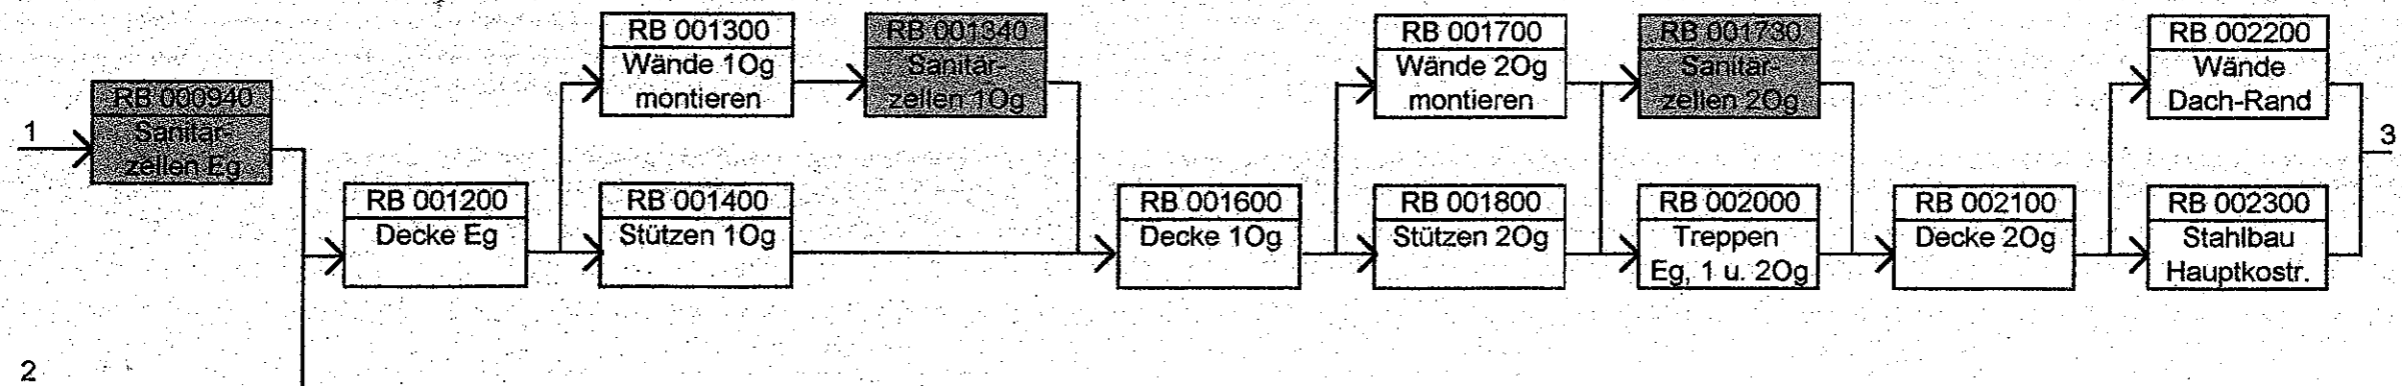 1
RB 000940
Sanitär-
zellen Eg
2
RB 001200
Decke Eg
RB 001300
Wände 1Og
montieren
RB 001400
Stützen 1Og
RB 001340
Sanitär-
zellen 1Og
RB 001600
Decke 1Og
RB 001700
Wände 2Og
montieren
RB 001800
Stützen 2Og
RB 001730
Sanitär-
zellen 2Og
RB 002000
Treppen
Eg, 1 u. 2Og
RB 002100
Decke 2Og
RB 002200
Wände
Dach-Rand
RB 002300
Stahlbau
Hauptkostr.
3